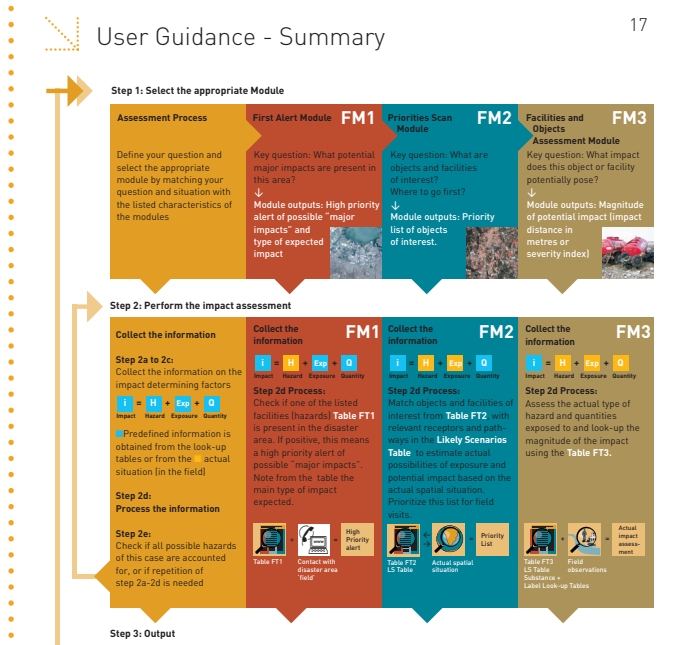 17
User Guidance - Summary
Step 1: Select the appropriate Module
Assessment Process
Define your question and
select the appropriate
module by matching your
question and situation with
the listed characteristics of
the modules
First Alert Module FM1
Key question: What potential
major impacts are present in
this area?
↓
Module outputs: High priority
alert of possible “major
impacts” and
type of expected
impact
Priorities Scan FM2
Module
Key question: What are
objects and facilities
of interest?
Where to go first?
↓
Module outputs: Priority
list of objects
of interest.
Facilities and FM3
Objects
Assessment Module
Key question: What impact
does this object or facility
potentially pose?
↓
Module outputs: Magnitude
of potential impact (impact
distance in
metres or
severity index)
Step 2: Perform the impact assessment
Collect the information
Step 2a to 2c:
Collect the information on the
impact determining factors
i = H + Exp + Q
Impact Hazard Exposure Quantity
Predefined information is
obtained from the look-up
tables or from the actual
situation (in the field)
Step 2d:
Process the information
Step 2e:
Check if all possible hazards
of this case are accounted
for, or if repetition of
step 2a-2d is needed
Collect the FM1
information
i = H + Exp + Q
Impact Hazard Exposure Quantity
Step 2d Process:
Check if one of the listed
facilities (hazards) Table FT1
is present in the disaster
area. If positive, this means
a high priority alert of
possible “major impacts”.
Note from the table the
main type of impact
expected.
+ =
High
Priority
alert
Table FT1
Contact with
disaster area
‘field’
Collect the FM2
information
i = H + Exp + Q
Impact Hazard Exposure Quantity
Step 2d Process:
Match objects and facilities of
interest from Table FT2 with
relevant receptors and path-
ways in the Likely Scenarios
Table to estimate actual
possibilities of exposure and
potential impact based on the
actual spatial situation.
Prioritize this list for field
visits.
=
Priority
List
Table FT2
LS Table
Actual spatial
situation
Collect the FM3
information
i = H + Exp + Q
Impact Hazard Exposure Quantity
Step 2d Process:
Assess the actual type of
hazard and quantities
exposed to and look-up the
magnitude of the impact
using the Table FT3.
+ =
Actual
impact
assess-
ment
Table FT3
LS Table
Substance +
Label Look-up Tables
Field
observations
Step 3: Output